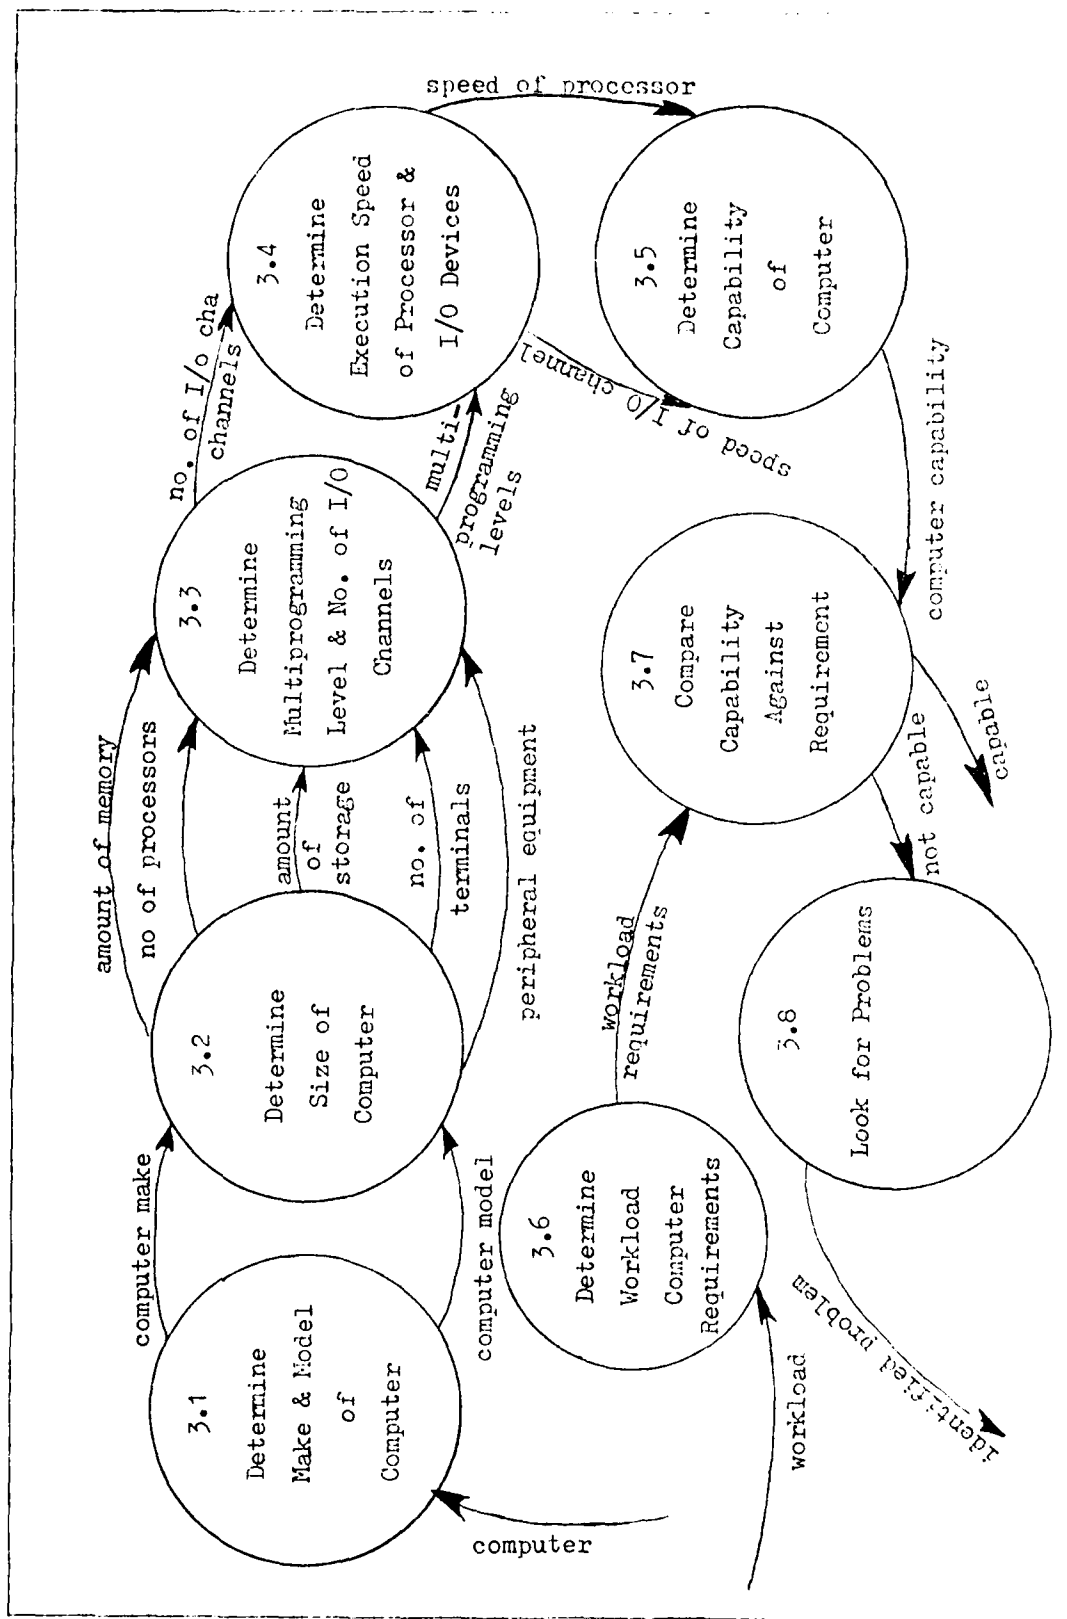 computer
3.1
Determine
Make & Model
of
Computer
computer make
computer model
3.2
Determine
Size of
Computer
amount of memory
no of processors
amount
of
storage
no. of
terminals
peripheral equipment
3.3
Determine
Multiprogramming
Level & No. of I/O
Channels
no. of I/o cha
channels
multi-
programming
levels
3.4
Determine
Execution Speed
of Processor &
I/O Devices
speed of processor
speed of I/O channel
3.5
Determine
Capability
of
Computer
computer capability
workload
3.6
Determine
Workload
Computer
Requirements
workload
requirements
3.7
Compare
Capability
Against
Requirement
capable
not capable
3.8
Look for Problems
identified problem